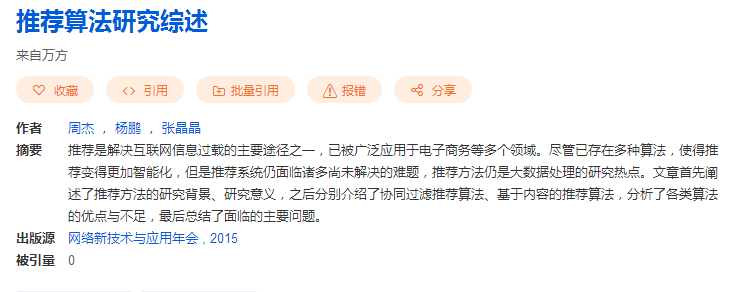 推荐算法研究综述
来自万方
收藏 引用 批量引用 报错 分享
作者 周杰 , 杨鹏 , 张晶晶
摘要 推荐是解决互联网信息过载的主要途径之一，已被广泛应用于电子商务等多个领域。尽管已存在多种算法，使得推
荐变得更加智能化，但是推荐系统仍面临诸多尚未解决的难题，推荐方法仍是大数据处理的研究热点。文章首先阐
述了推荐方法的研究背景、研究意义，之后分别介绍了协同过滤推荐算法、基于内容的推荐算法，分析了各类算法
的优点与不足，最后总结了面临的主要问题。
出版源 网络新技术与应用年会 , 2015
被引量 0